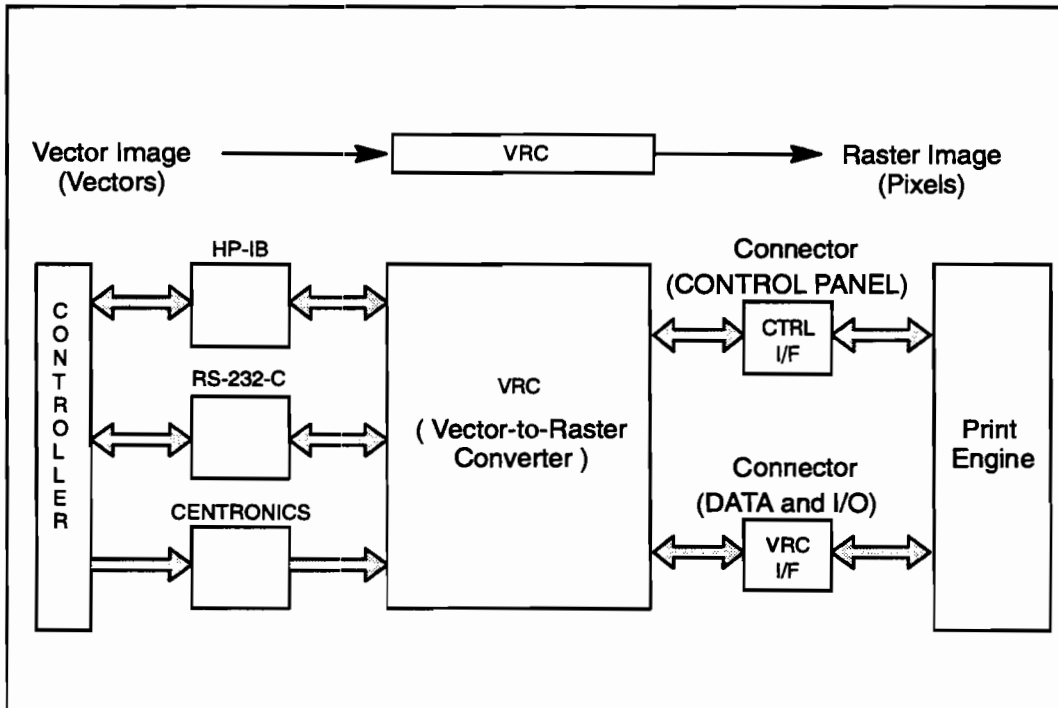 Vector Image
(Vectors)
VRC
Raster Image
(Pixels)
CONTROLLER
HP-IB
RS-232-C
CENTRONICS
VRC
( Vector-to-Raster
Converter )
Connector
(CONTROL PANEL)
CTRL
I/F
Connector
(DATA and I/O)
VRC
I/F
Print
Engine